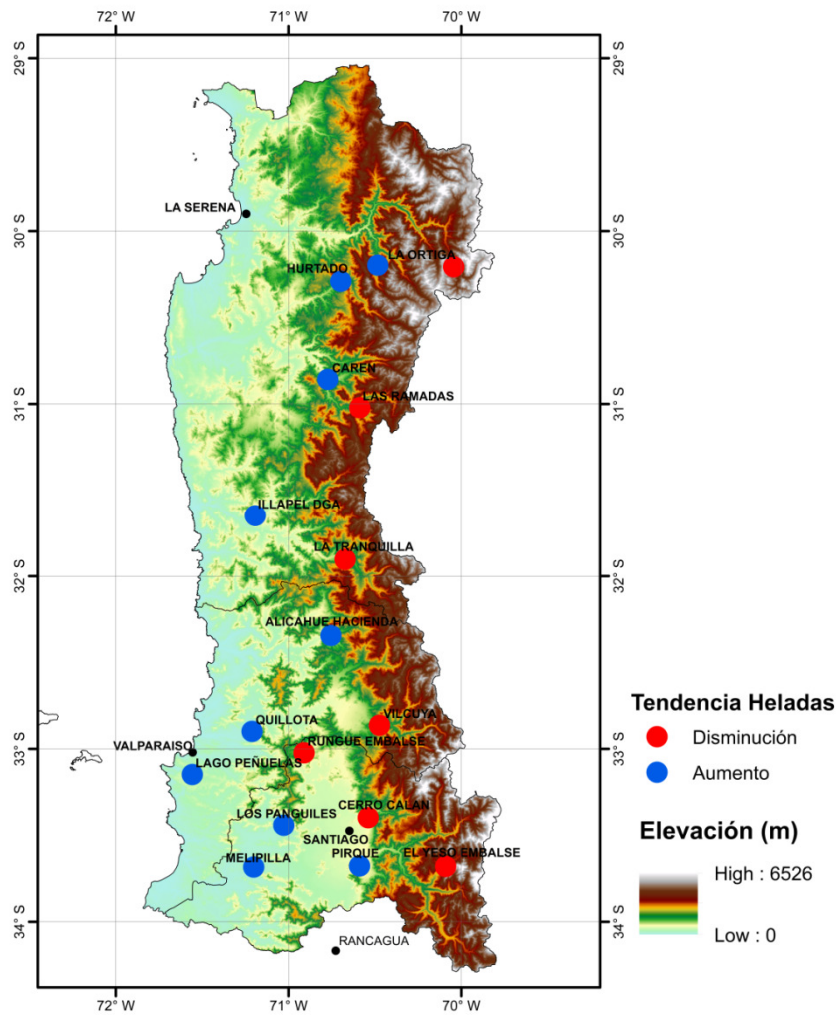 72° W
71° W
70° W
29° S
29° S
LA SERENA
30° S
30° S
LA ORTIGA
HURTADO
CAREN
LAS RAMADAS
31° S
31° S
ILLAPEL DGA
LA TRANQUILLA
32° S
32° S
ALICAHUE HACIENDA
QUILLOTA
VILCUYA
VALPARAISO
RUNGUE EMBALSE
33° S
33° S
LAGO PEÑUELAS
CERRO CALAN
LOS PANGUILES
SANTIAGO
MELIPILLA
PIRQUE
EL YESO EMBALSE
34° S
34° S
RANCAGUA
72° W
71° W
70° W
Tendencia Heladas
Disminución
Aumento
Elevación (m)
High : 6526
Low : 0